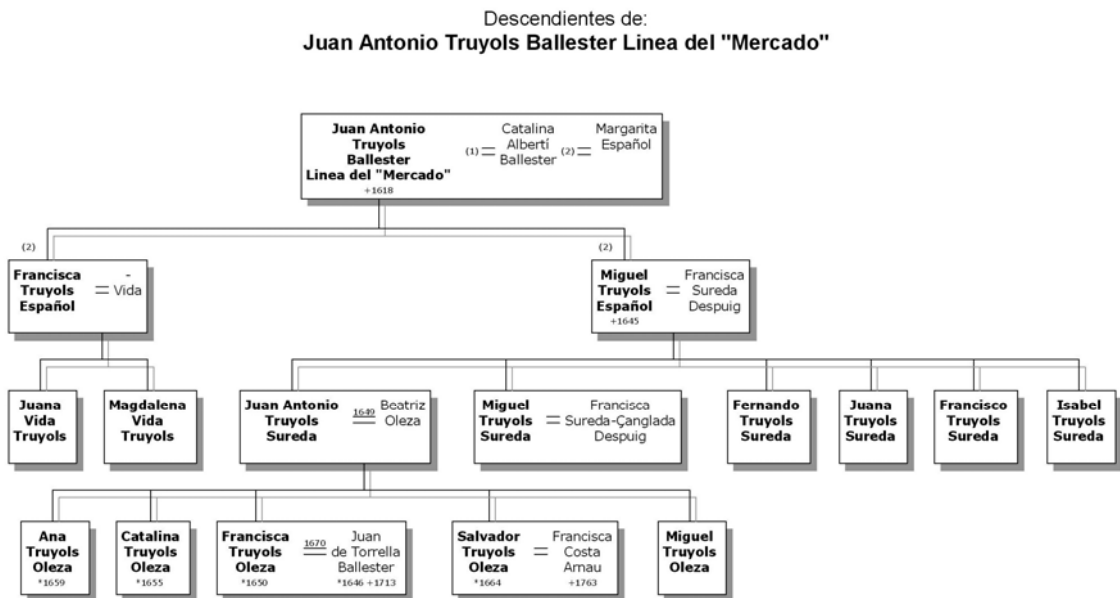 Descendientes de:
Juan Antonio Truyols Ballester Linea del "Mercado"
Juan Antonio
Truyols
Ballester
Linea del "Mercado"
+1618
(1)
Catalina
Albertí
Ballester
(2)
Margarita
Español
(2)
Francisca
Truyols
Español
-
Vida
(2)
Miguel
Truyols
Español
+1645
Francisca
Sureda
Despuig
Juana
Vida
Truyols
Magdalena
Vida
Truyols
Juan Antonio
Truyols
Sureda
1649
Beatriz
Oleza
Miguel
Truyols
Sureda
Francisca
Sureda-Çanglada
Despuig
Fernando
Truyols
Sureda
Juana
Truyols
Sureda
Francisco
Truyols
Sureda
Isabel
Truyols
Sureda
Ana
Truyols
Oleza
*1659
Catalina
Truyols
Oleza
*1655
Francisca
Truyols
Oleza
*1650
1670
Juan
de Torrella
Ballester
*1646 +1713
Salvador
Truyols
Oleza
*1664
Francisca
Costa
Arnau
+1763
Miguel
Truyols
Oleza